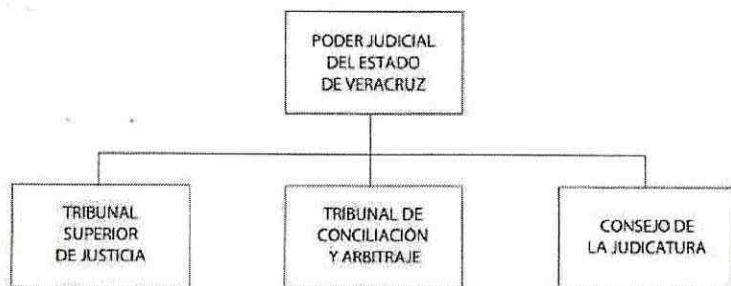 PODER JUDICIAL
DEL ESTADO
DE VERACRUZ
TRIBUNAL
SUPERIOR
DE JUSTICIA
TRIBUNAL DE
CONCILIACIÓN
Y ARBITRAJE
CONSEJO DE
LA JUDICATURA